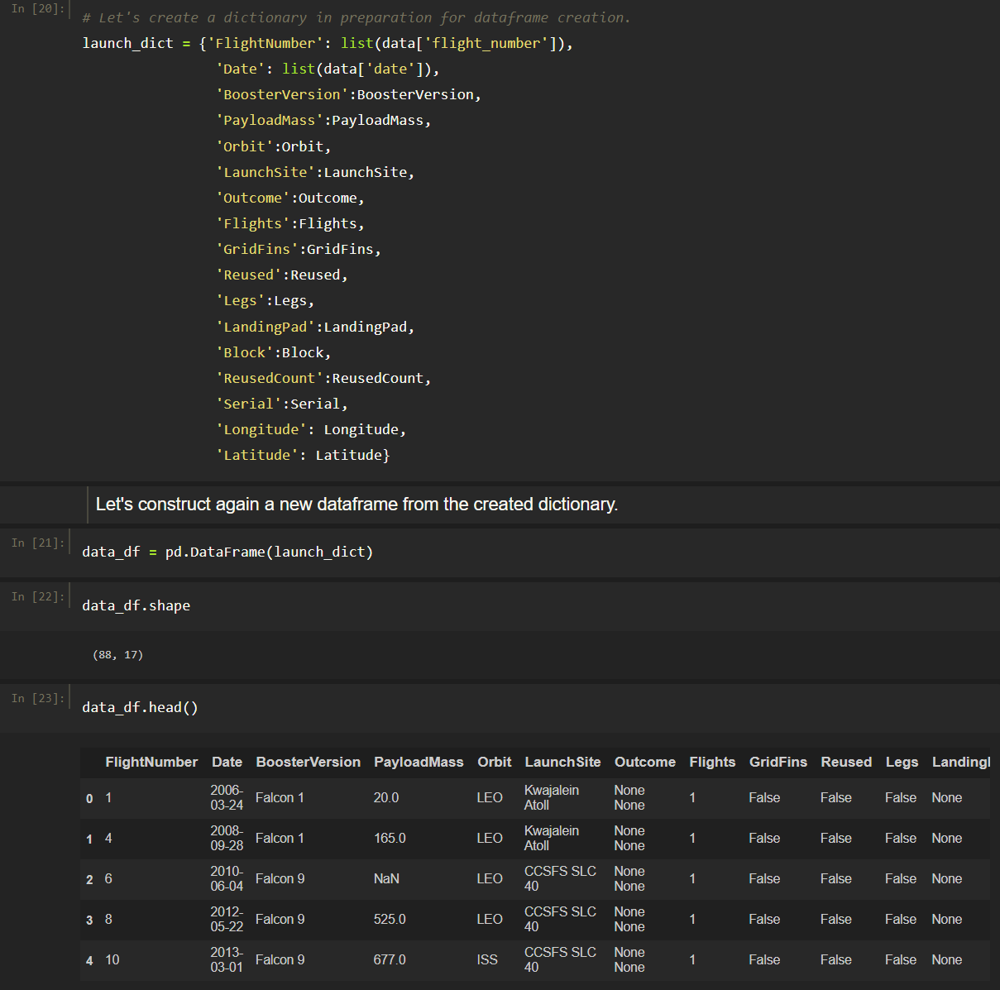 In [20]:
# Let's create a dictionary in preparation for dataframe creation.
launch_dict = {'FlightNumber': list(data['flight_number']),
'Date': list(data['date']),
'BoosterVersion':BoosterVersion,
'PayloadMass':PayloadMass,
'Orbit':Orbit,
'LaunchSite':LaunchSite,
'Outcome':Outcome,
'Flights':Flights,
'GridFins':GridFins,
'Reused':Reused,
'Legs':Legs,
'LandingPad':LandingPad,
'Block':Block,
'ReusedCount':ReusedCount,
'Serial':Serial,
'Longitude': Longitude,
'Latitude': Latitude}
Let's construct again a new dataframe from the created dictionary.
In [21]:
data_df = pd.DataFrame(launch_dict)
In [22]:
data_df.shape
(88, 17)
In [23]:
data_df.head()
FlightNumber Date BoosterVersion PayloadMass Orbit LaunchSite Outcome Flights GridFins Reused Legs Landing
0 1 2006-03-24 Falcon 1 20.0 LEO Kwajalein Atoll None None 1 False False False None
1 4 2008-09-28 Falcon 1 165.0 LEO Kwajalein Atoll None None 1 False False False None
2 6 2010-06-04 Falcon 9 NaN LEO CCSFS SLC 40 None None 1 False False False None
3 8 2012-05-22 Falcon 9 525.0 LEO CCSFS SLC 40 None None 1 False False False None
4 10 2013-03-01 Falcon 9 677.0 ISS CCSFS SLC 40 None None 1 False False False None